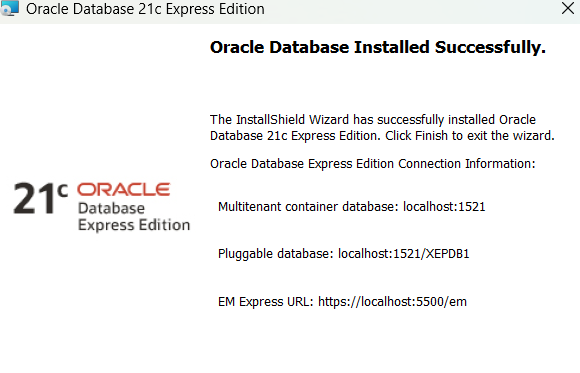 Oracle Database 21c Express Edition
Oracle Database Installed Successfully.
The InstallShield Wizard has successfully installed Oracle
Database 21c Express Edition. Click Finish to exit the wizard.
Oracle Database Express Edition Connection Information:
21c ORACLE
Database
Express Edition
Multitenant container database: localhost:1521
Pluggable database: localhost:1521/XEPDB1
EM Express URL: https://localhost:5500/em